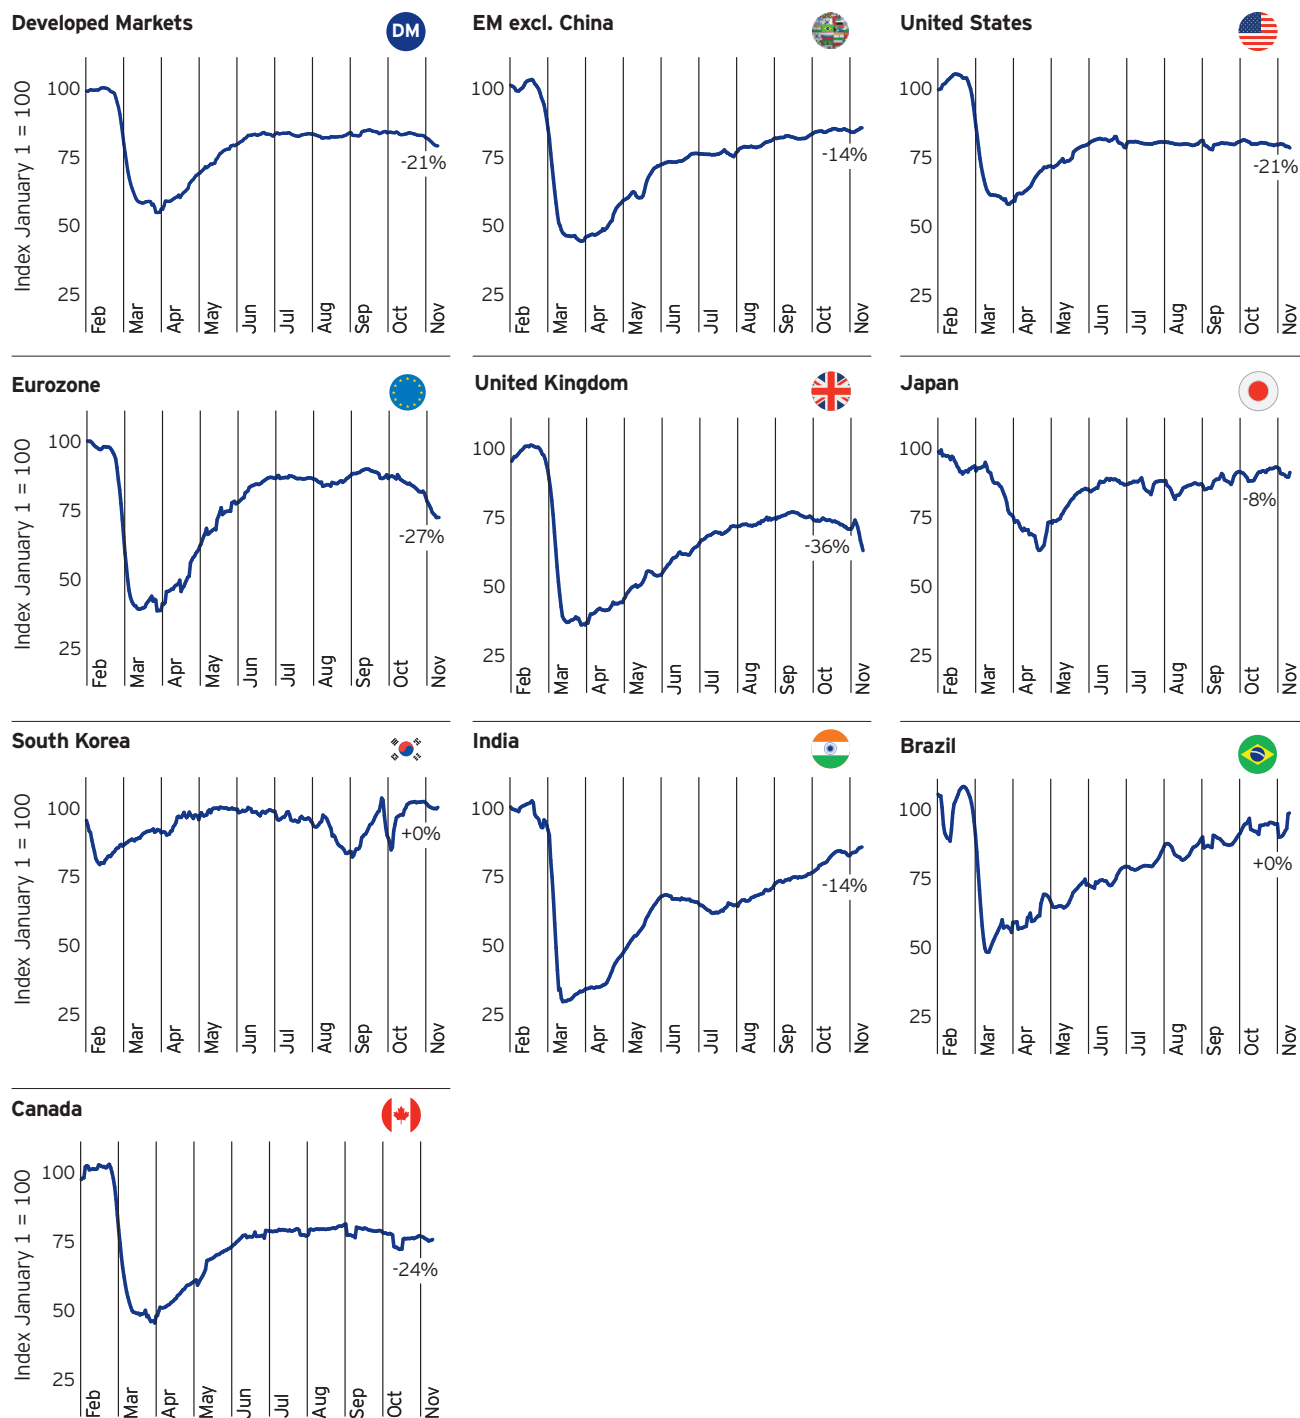 Developed Markets
DM
Index January 1 = 100
100
75
50
25
-21%
Feb
Mar
Apr
May
Jun
Jul
Aug
Sep
Oct
Nov
EM excl. China
100
75
50
25
-14%
Feb
Mar
Apr
May
Jun
Jul
Aug
Sep
Oct
Nov
United States
100
75
50
25
-21%
Feb
Mar
Apr
May
Jun
Jul
Aug
Sep
Oct
Nov
Eurozone
Index January 1 = 100
100
75
50
25
-27%
Feb
Mar
Apr
May
Jun
Jul
Aug
Sep
Oct
Nov
United Kingdom
100
75
50
25
-36%
Feb
Mar
Apr
May
Jun
Jul
Aug
Sep
Oct
Nov
Japan
100
75
50
25
-8%
Feb
Mar
Apr
May
Jun
Jul
Aug
Sep
Oct
Nov
South Korea
Index January 1 = 100
100
75
50
25
+0%
Feb
Mar
Apr
May
Jun
Jul
Aug
Sep
Oct
Nov
India
100
75
50
25
-14%
Feb
Mar
Apr
May
Jun
Jul
Aug
Sep
Oct
Nov
Brazil
100
75
50
25
+0%
Feb
Mar
Apr
May
Jun
Jul
Aug
Sep
Oct
Nov
Canada
Index January 1 = 100
100
75
50
25
-24%
Feb
Mar
Apr
May
Jun
Jul
Aug
Sep
Oct
Nov